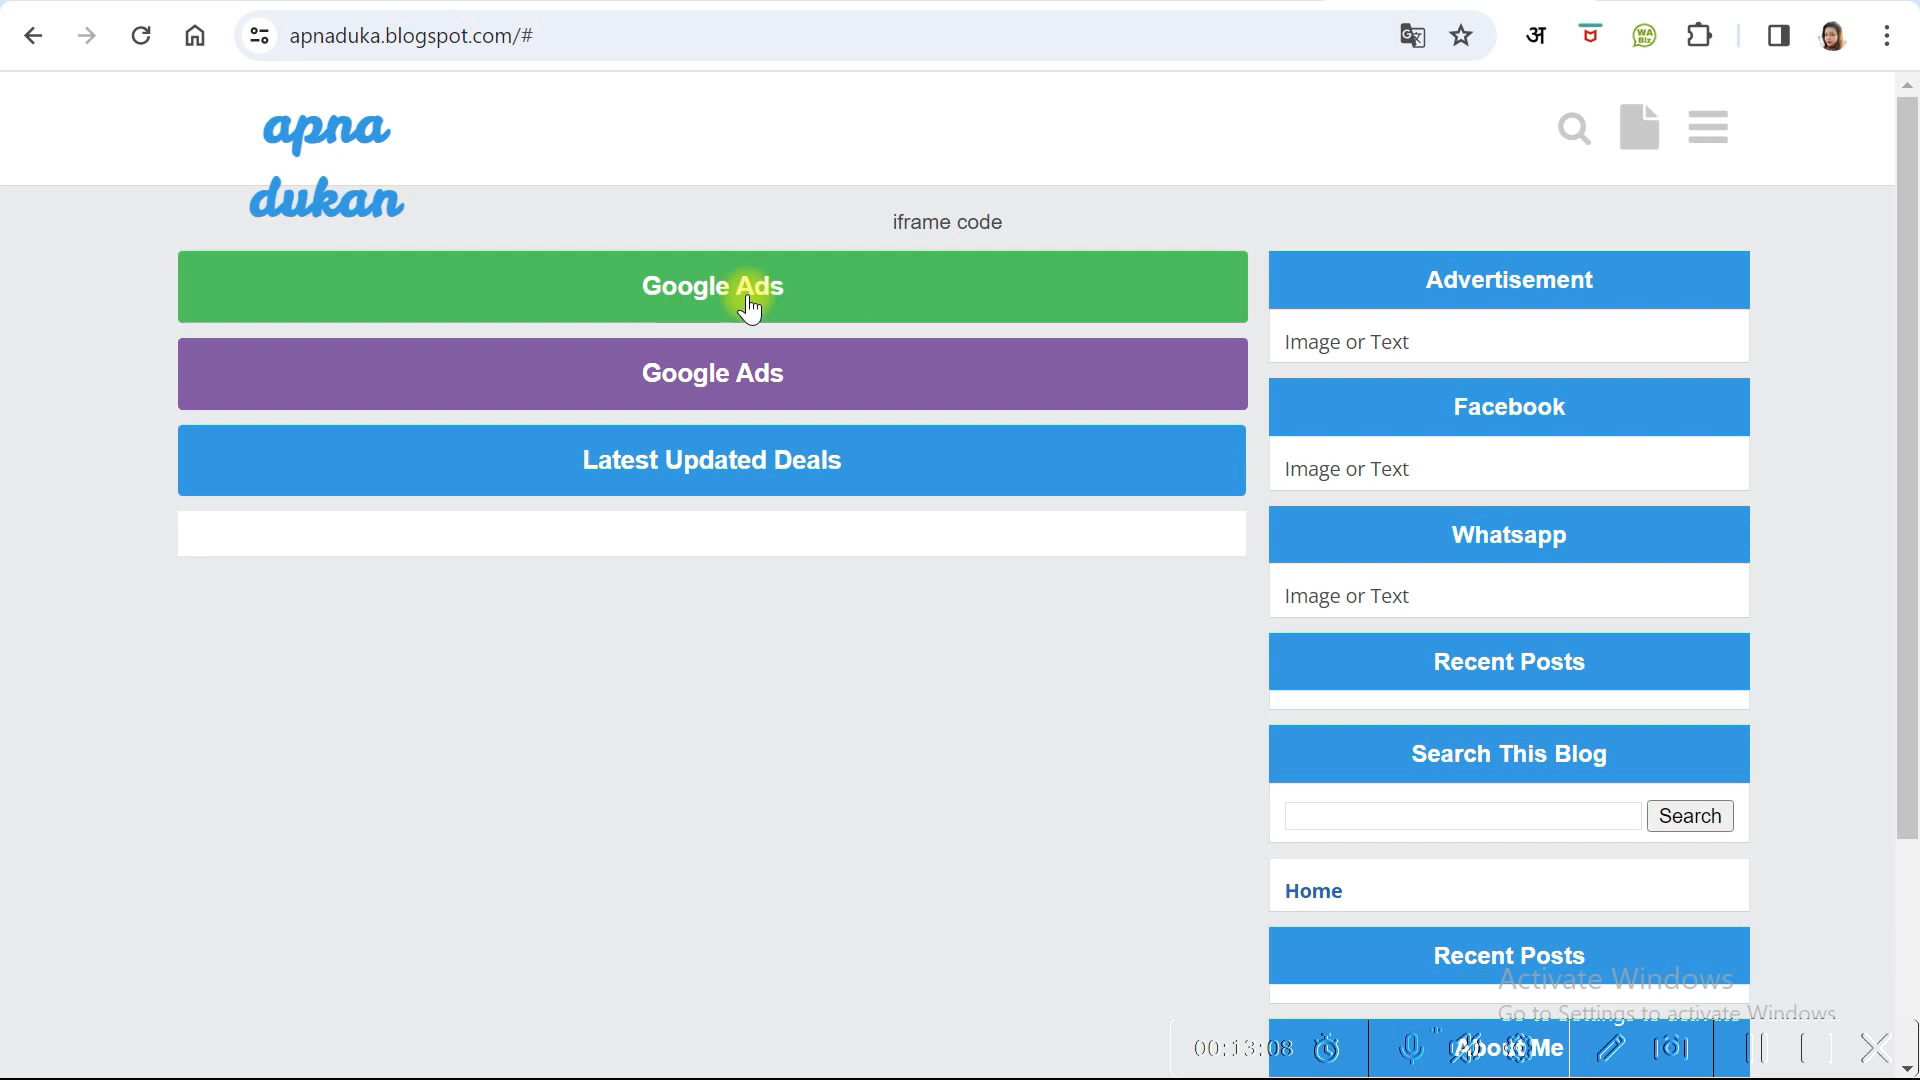 apnaduka.blogspot.com/#
अ
WA
Biz
apna
dukan
iframe code
Google Ads
Google Ads
Latest Updated Deals
Advertisement
Image or Text
Facebook
Image or Text
Whatsapp
Image or Text
Recent Posts
Search This Blog
Search
Home
Recent Posts
Activate Windows
Go to Settings to activate Windows
00:13:08
About Me